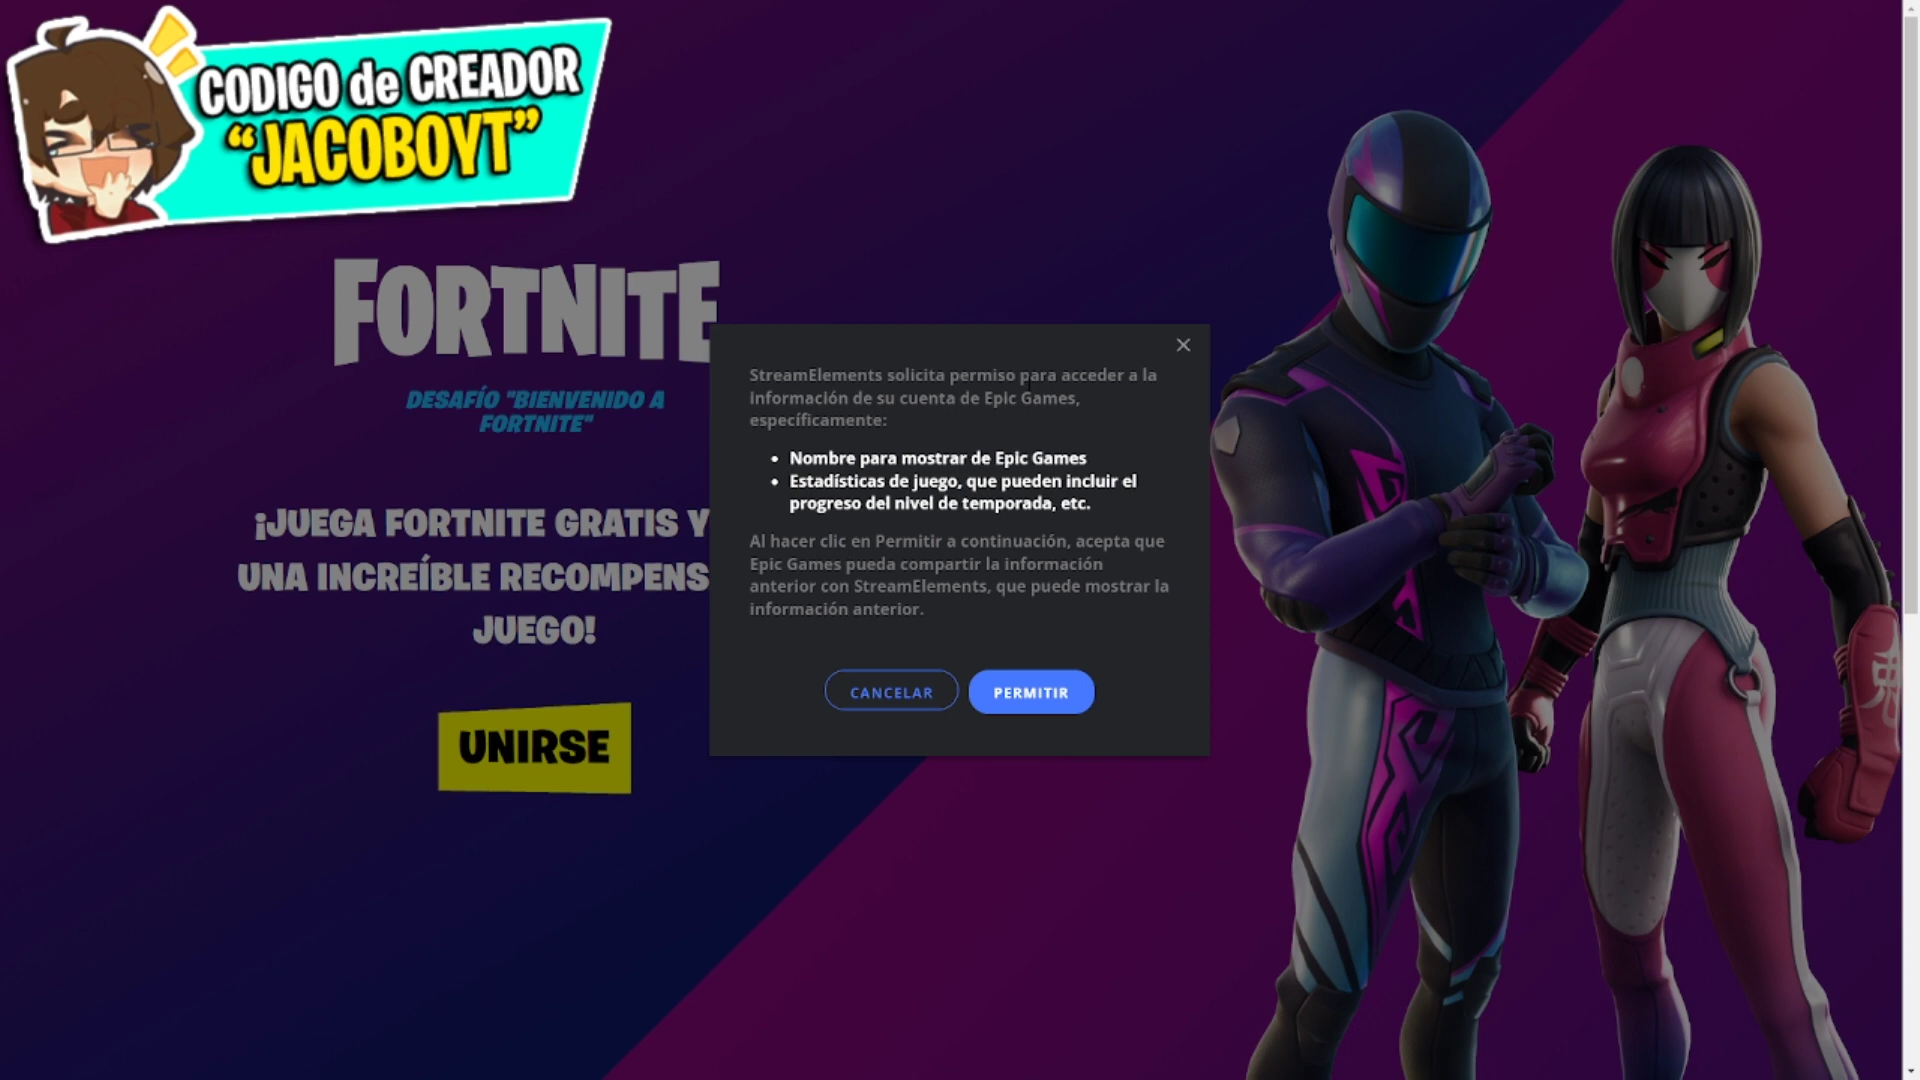 CODIGO de CREADOR
"JACOBOYT"
FORTNITE
DESAFÍO "BIENVENIDO A
FORTNITE"
¡JUEGA FORTNITE GRATIS Y
UNA INCREÍBLE RECOMPENS
JUEGO!
UNIRSE
StreamElements solicita permiso para acceder a la
información de su cuenta de Epic Games,
específicamente:
• Nombre para mostrar de Epic Games
• Estadísticas de juego, que pueden incluir el
progreso del nivel de temporada, etc.
Al hacer clic en Permitir a continuación, acepta que
Epic Games pueda compartir la información
anterior con StreamElements, que puede mostrar la
información anterior.
CANCELAR
PERMITIR